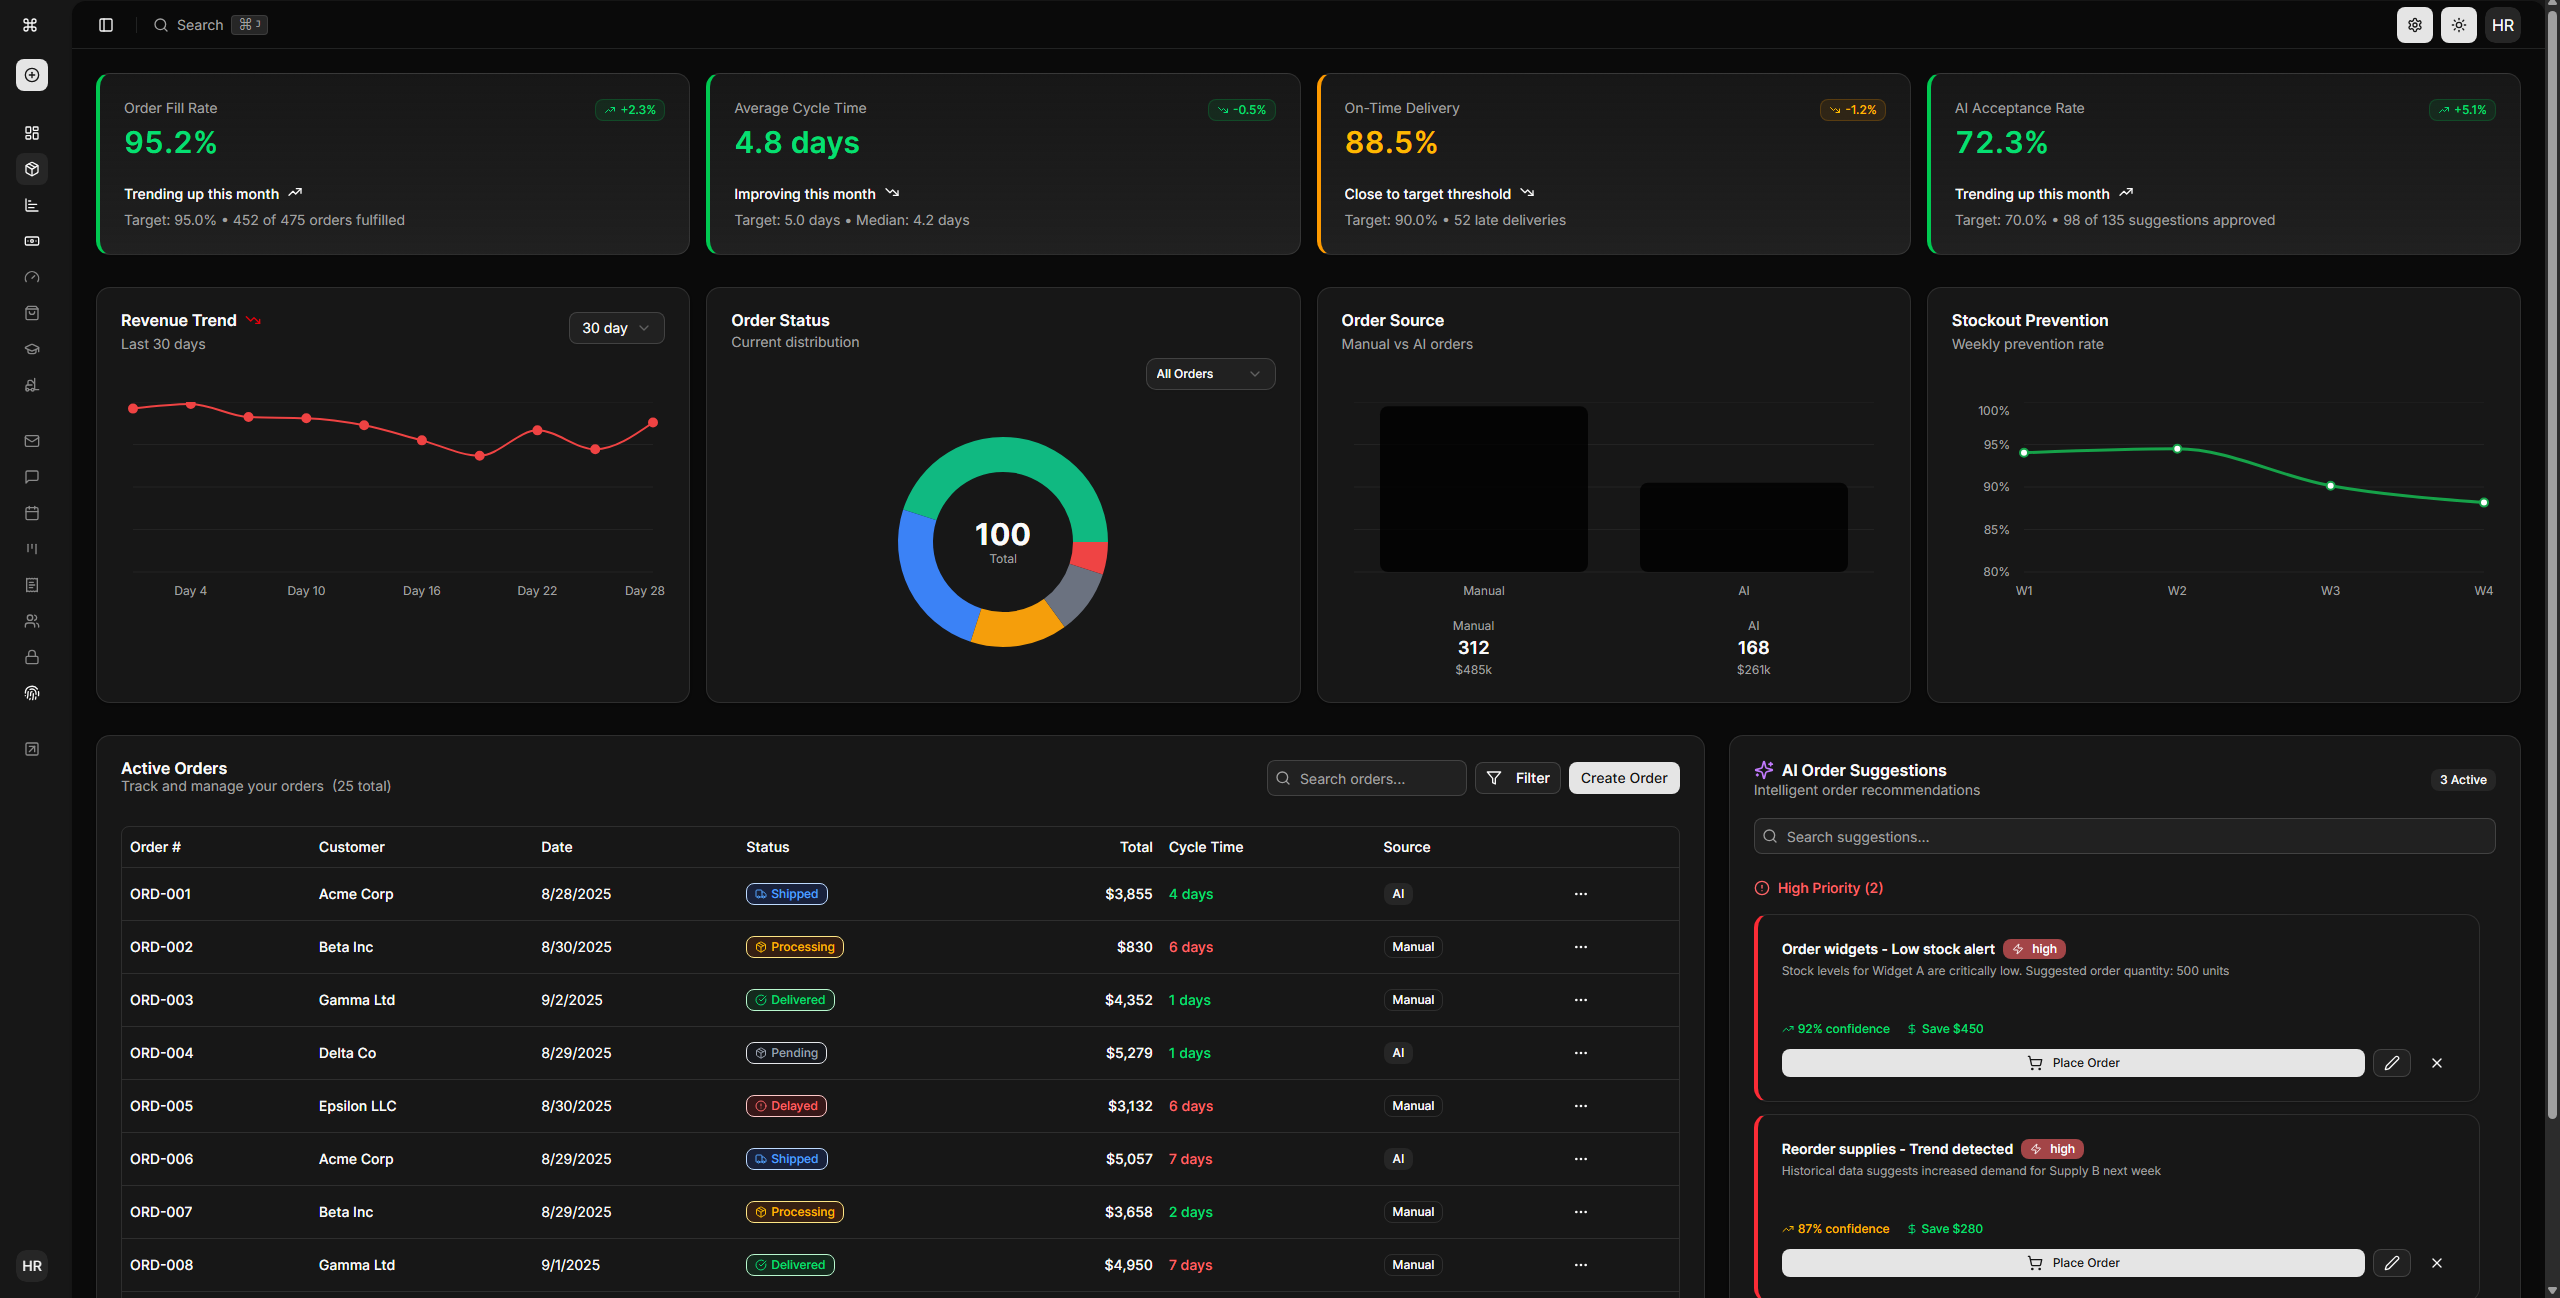 Search ⌘ J
HR
Order Fill Rate
+2.3%
95.2%
Trending up this month
Target: 95.0% • 452 of 475 orders fulfilled
Average Cycle Time
-0.5%
4.8 days
Improving this month
Target: 5.0 days • Median: 4.2 days
On-Time Delivery
-1.2%
88.5%
Close to target threshold
Target: 90.0% • 52 late deliveries
AI Acceptance Rate
+5.1%
72.3%
Trending up this month
Target: 70.0% • 98 of 135 suggestions approved
Revenue Trend
Last 30 days
30 day
Day 4 Day 10 Day 16 Day 22 Day 28
Order Status
Current distribution
All Orders
100
Total
Order Source
Manual vs AI orders
Manual AI
Manual AI
312 168
$485k $261k
Stockout Prevention
Weekly prevention rate
100%
95%
90%
85%
80%
W1 W2 W3 W4
Active Orders
Track and manage your orders (25 total)
Search orders...
Filter
Create Order
Order # Customer Date Status Total Cycle Time Source
ORD-001 Acme Corp 8/28/2025 Shipped $3,855 4 days AI
ORD-002 Beta Inc 8/30/2025 Processing $830 6 days Manual
ORD-003 Gamma Ltd 9/2/2025 Delivered $4,352 1 days Manual
ORD-004 Delta Co 8/29/2025 Pending $5,279 1 days AI
ORD-005 Epsilon LLC 8/30/2025 Delayed $3,132 6 days Manual
ORD-006 Acme Corp 8/29/2025 Shipped $5,057 7 days AI
ORD-007 Beta Inc 8/29/2025 Processing $3,658 2 days Manual
ORD-008 Gamma Ltd 9/1/2025 Delivered $4,950 7 days Manual
AI Order Suggestions
Intelligent order recommendations
3 Active
Search suggestions...
High Priority (2)
Order widgets - Low stock alert high
Stock levels for Widget A are critically low. Suggested order quantity: 500 units
92% confidence $ Save $450
Place Order
Reorder supplies - Trend detected high
Historical data suggests increased demand for Supply B next week
87% confidence $ Save $280
Place Order
HR